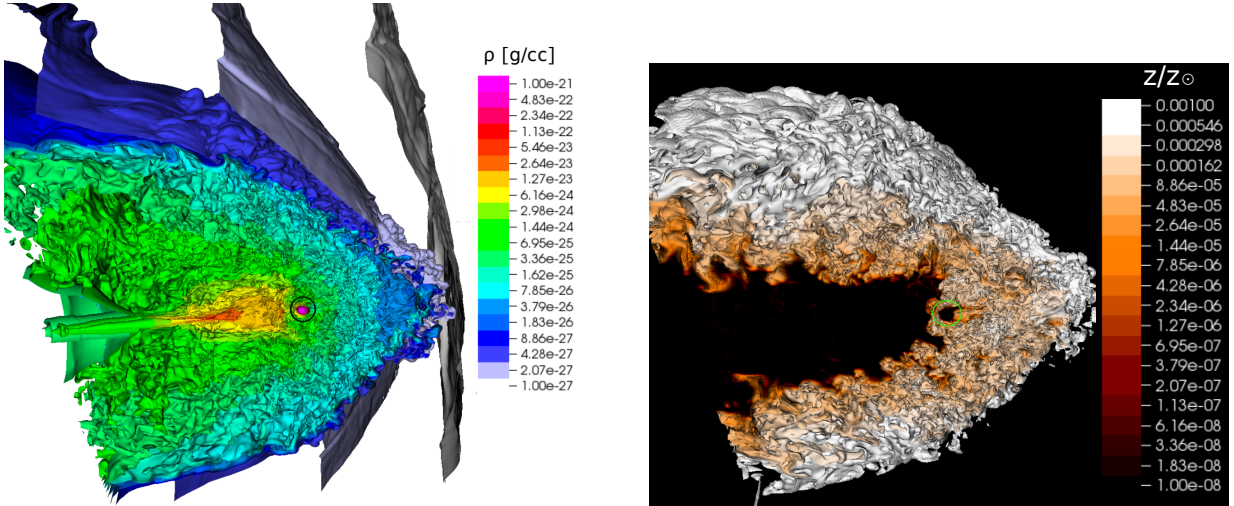 ρ [g/cc]
1.00e-21
4.83e-22
2.34e-22
1.13e-22
5.46e-23
2.64e-23
1.27e-23
6.16e-24
2.98e-24
1.44e-24
6.95e-25
3.36e-25
1.62e-25
7.85e-26
3.79e-26
1.83e-26
8.86e-27
4.28e-27
2.07e-27
1.00e-27
z/z☉
0.00100
0.000546
0.000298
0.000162
8.86e-05
4.83e-05
2.64e-05
1.44e-05
7.85e-06
4.28e-06
2.34e-06
1.27e-06
6.95e-07
3.79e-07
2.07e-07
1.13e-07
6.16e-08
3.36e-08
1.83e-08
1.00e-08